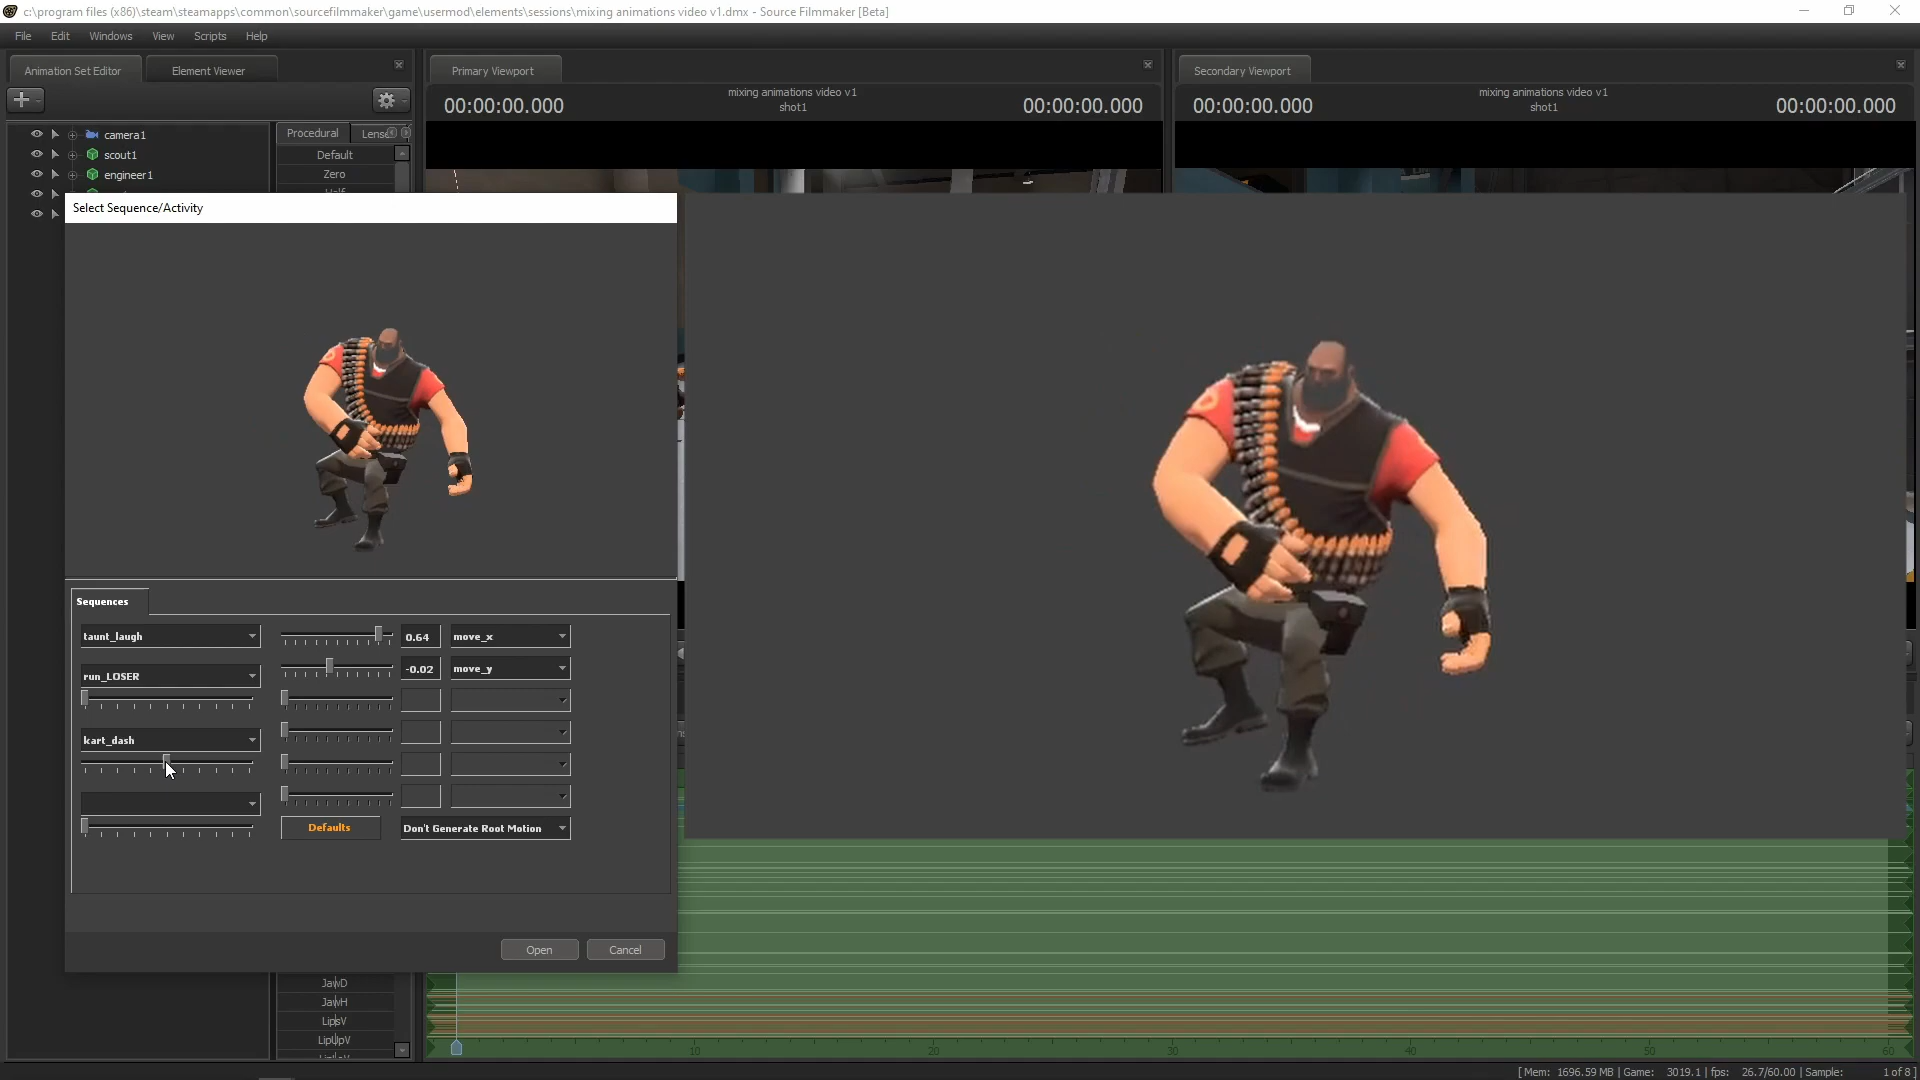 c:\program files (x86)\steam\steamapps\common\sourcefilmmaker\game\usermod\elements\sessions\mixing animations video v1.dmx - Source Filmmaker [Beta]
File Edit Windows View Scripts Help
Animation Set Editor Element Viewer
Primary Viewport
Secondary Viewport
00:00:00.000
mixing animations video v1
shot1
00:00:00.000
00:00:00.000
mixing animations video v1
shot1
00:00:00.000
camera1
scout1
engineer1
Procedural
Default
Zero
Half
Select Sequence/Activity
Sequences
taunt_laugh 0.64 move_x
-0.02 move_y
run_LOSER
kart_dash
Defaults Don't Generate Root Motion
Open Cancel
JawD
JawH
LipsV
LipUpV
10 20 30 40 50 60
[ Mem: 1696.59 MB | Game: 3019.1 | fps: 26.7/60.00 | Sample: 1 of 8 ]